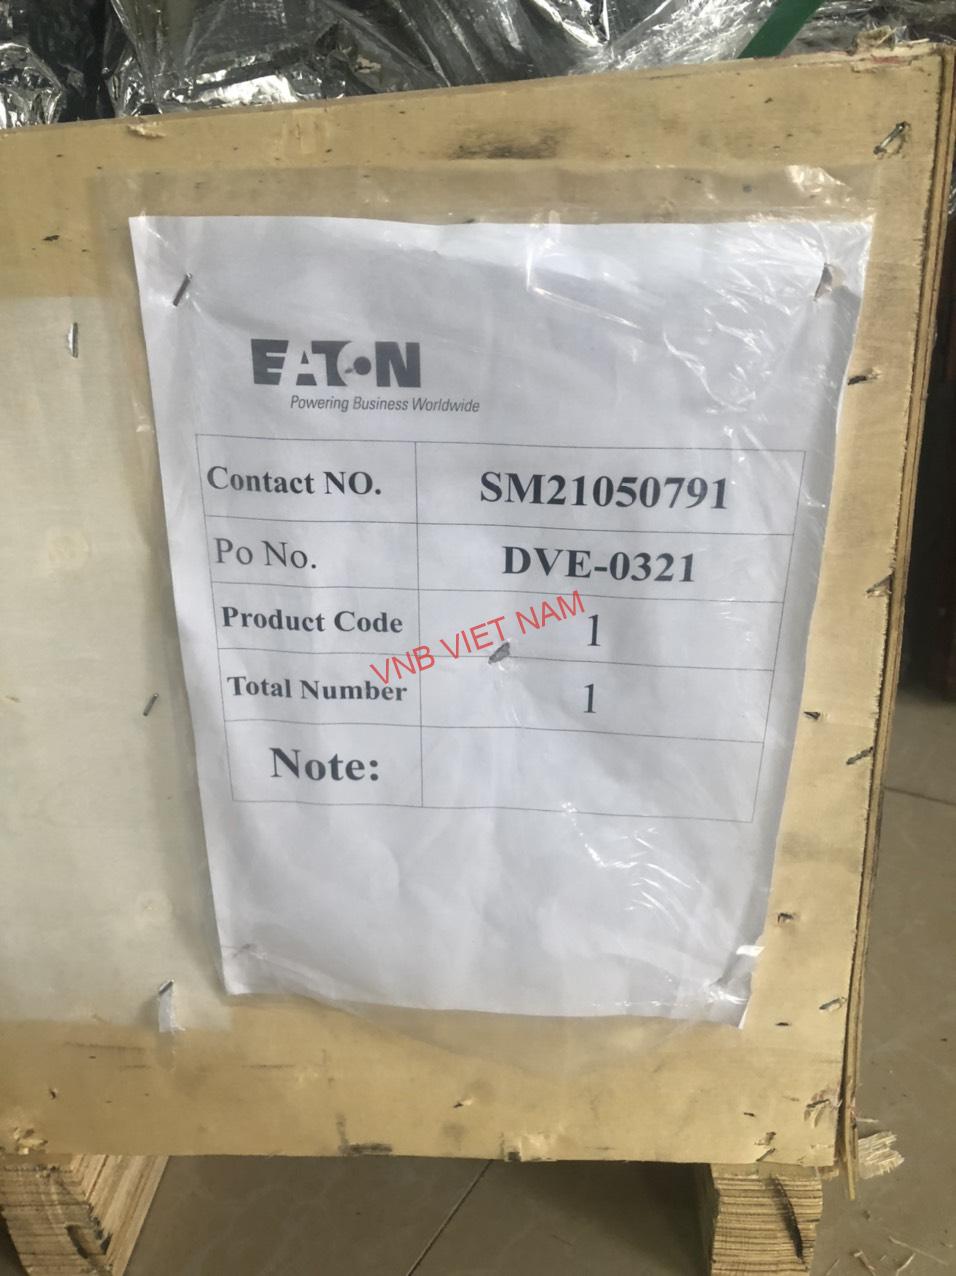 EATON
Powering Business Worldwide
Contact NO. SM21050791
Po No. DVE-0321
Product Code 1
VNB VIET NAM
Total Number 1
Note: